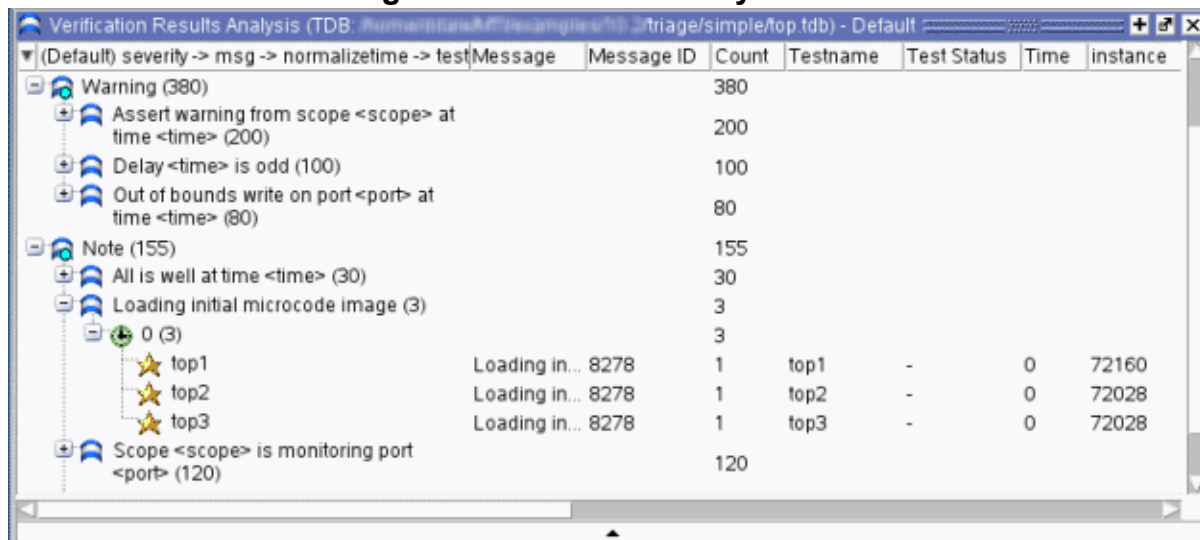 Verification Results Analysis (TDB: /triage/simple/top.tdb) - Default
(Default) severity -> msg -> normalizetime -> test Message Message ID Count Testname Test Status Time instance
Warning (380) 380
Assert warning from scope <scope> at
time <time> (200) 200
Delay <time> is odd (100) 100
Out of bounds write on port <port> at
time <time> (80) 80
Note (155) 155
All is well at time <time> (30) 30
Loading initial microcode image (3) 3
0 (3) 3
top1 Loading in... 8278 1 top1 - 0 72160
top2 Loading in... 8278 1 top2 - 0 72028
top3 Loading in... 8278 1 top3 - 0 72028
Scope <scope> is monitoring port
<port> (120) 120